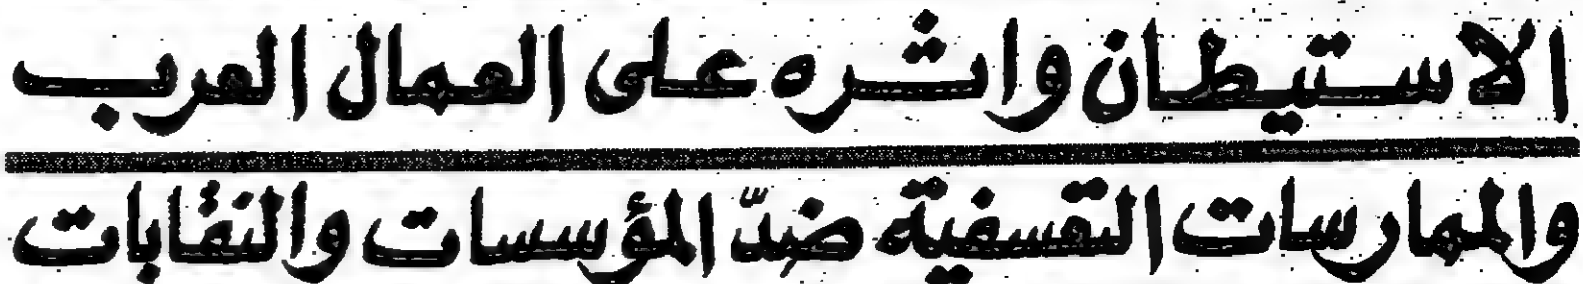 الاستيطان واثره على العمال العرب
والممارسات التعسفية ضدّ المؤسسات والنقابات